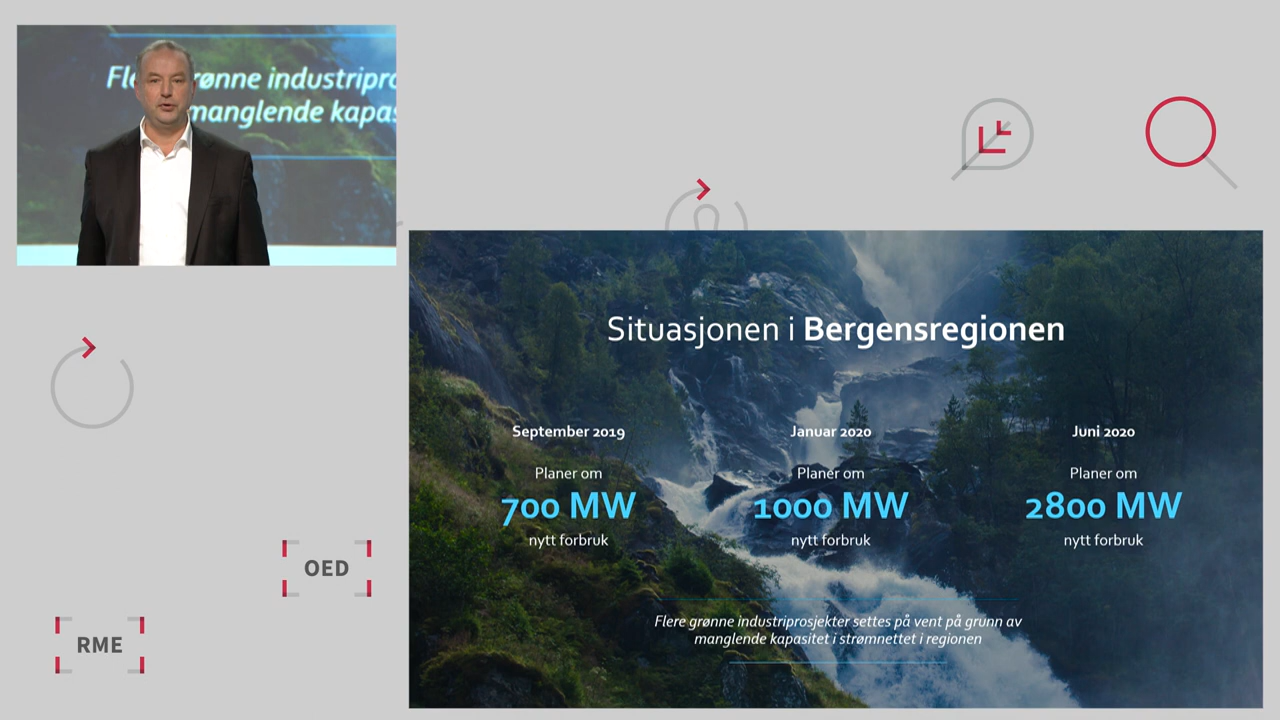 Fle
rønne industripro
manglende kapas
Situasjonen i Bergensregionen
September 2019
Planer om
700 MW
nytt forbruk
Januar 2020
Planer om
1000 MW
nytt forbruk
Juni 2020
Planer om
2800 MW
nytt forbruk
Flere grønne industriprosjekter settes på vent på grunn av
manglende kapasitet i strømnettet i regionen
OED
RME